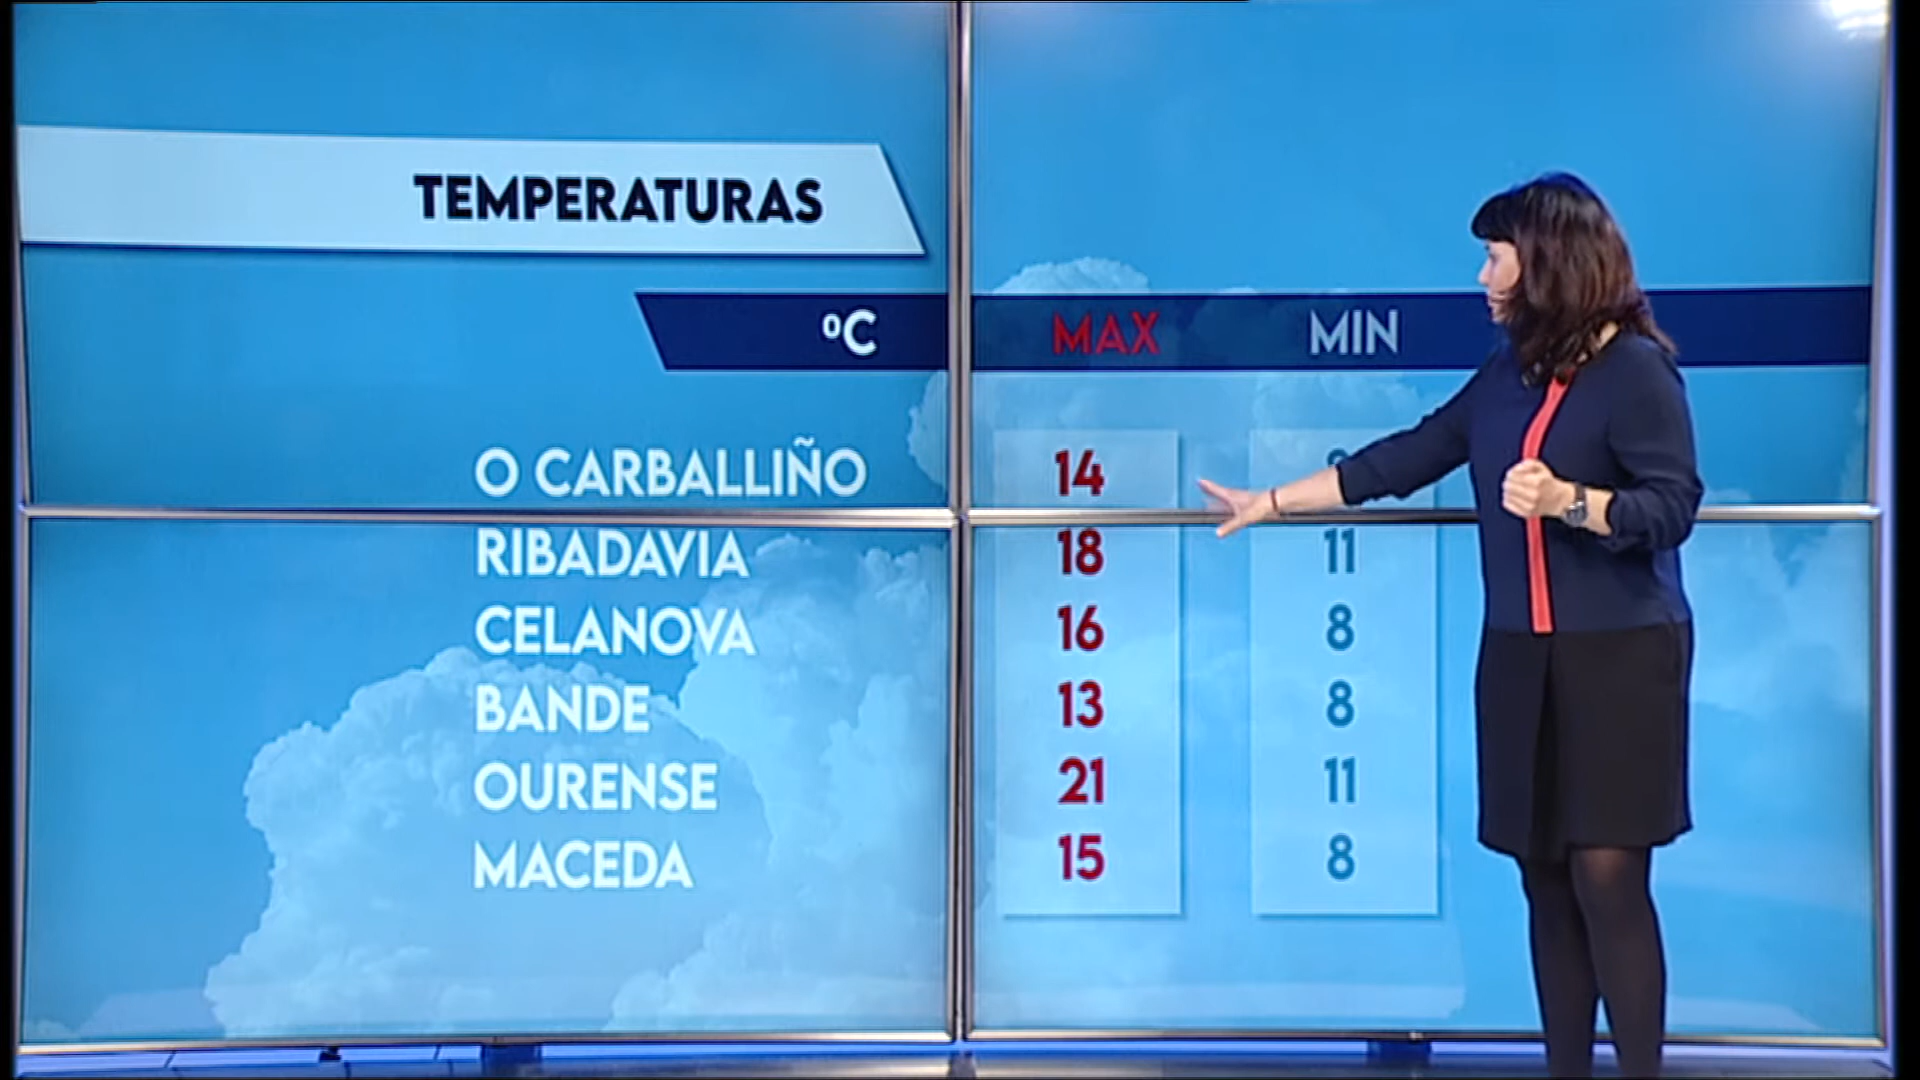 TEMPERATURAS
ºC MAX MIN
O CARBALLIÑO 14
RIBADAVIA 18 11
CELANOVA 16 8
BANDE 13 8
OURENSE 21 11
MACEDA 15 8